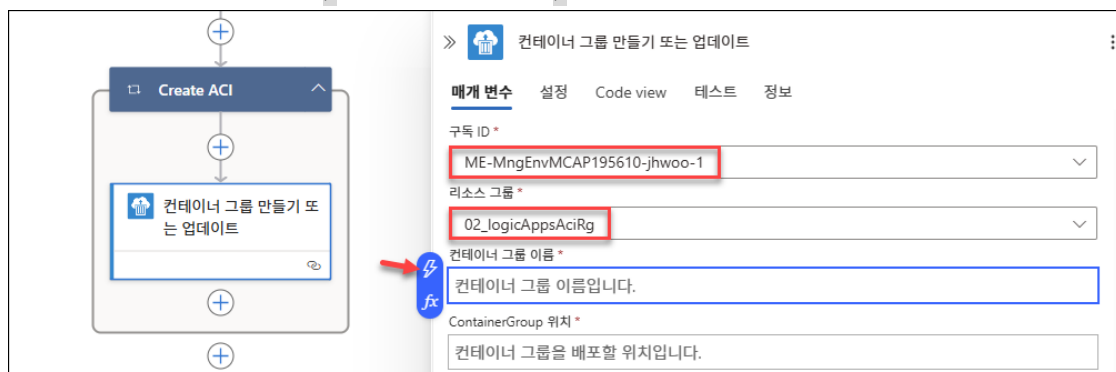 Create ACI
컨테이너 그룹 만들기 또
는 업데이트
컨테이너 그룹 만들기 또는 업데이트
매개 변수 설정 Code view 테스트 정보
구독 ID *
ME-MngEnvMCAP195610-jhwoo-1
리소스 그룹 *
02_logicAppsAciRg
컨테이너 그룹 이름 *
fx
컨테이너 그룹 이름입니다.
ContainerGroup 위치 *
컨테이너 그룹을 배포할 위치입니다.